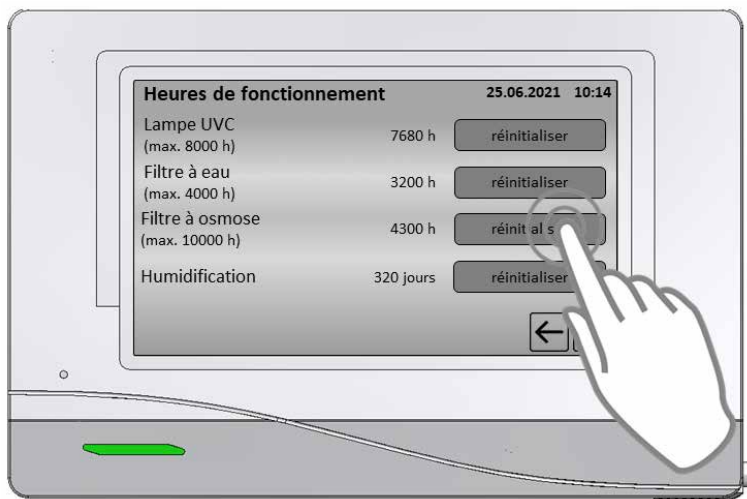 Heures de fonctionnement 25.06.2021 10:14
Lampe UVC
(max. 8000 h) 7680 h réinitialiser
Filtre à eau
(max. 4000 h) 3200 h réinitialiser
Filtre à osmose
(max. 10000 h) 4300 h
Humidification 320 jours réinitialiser